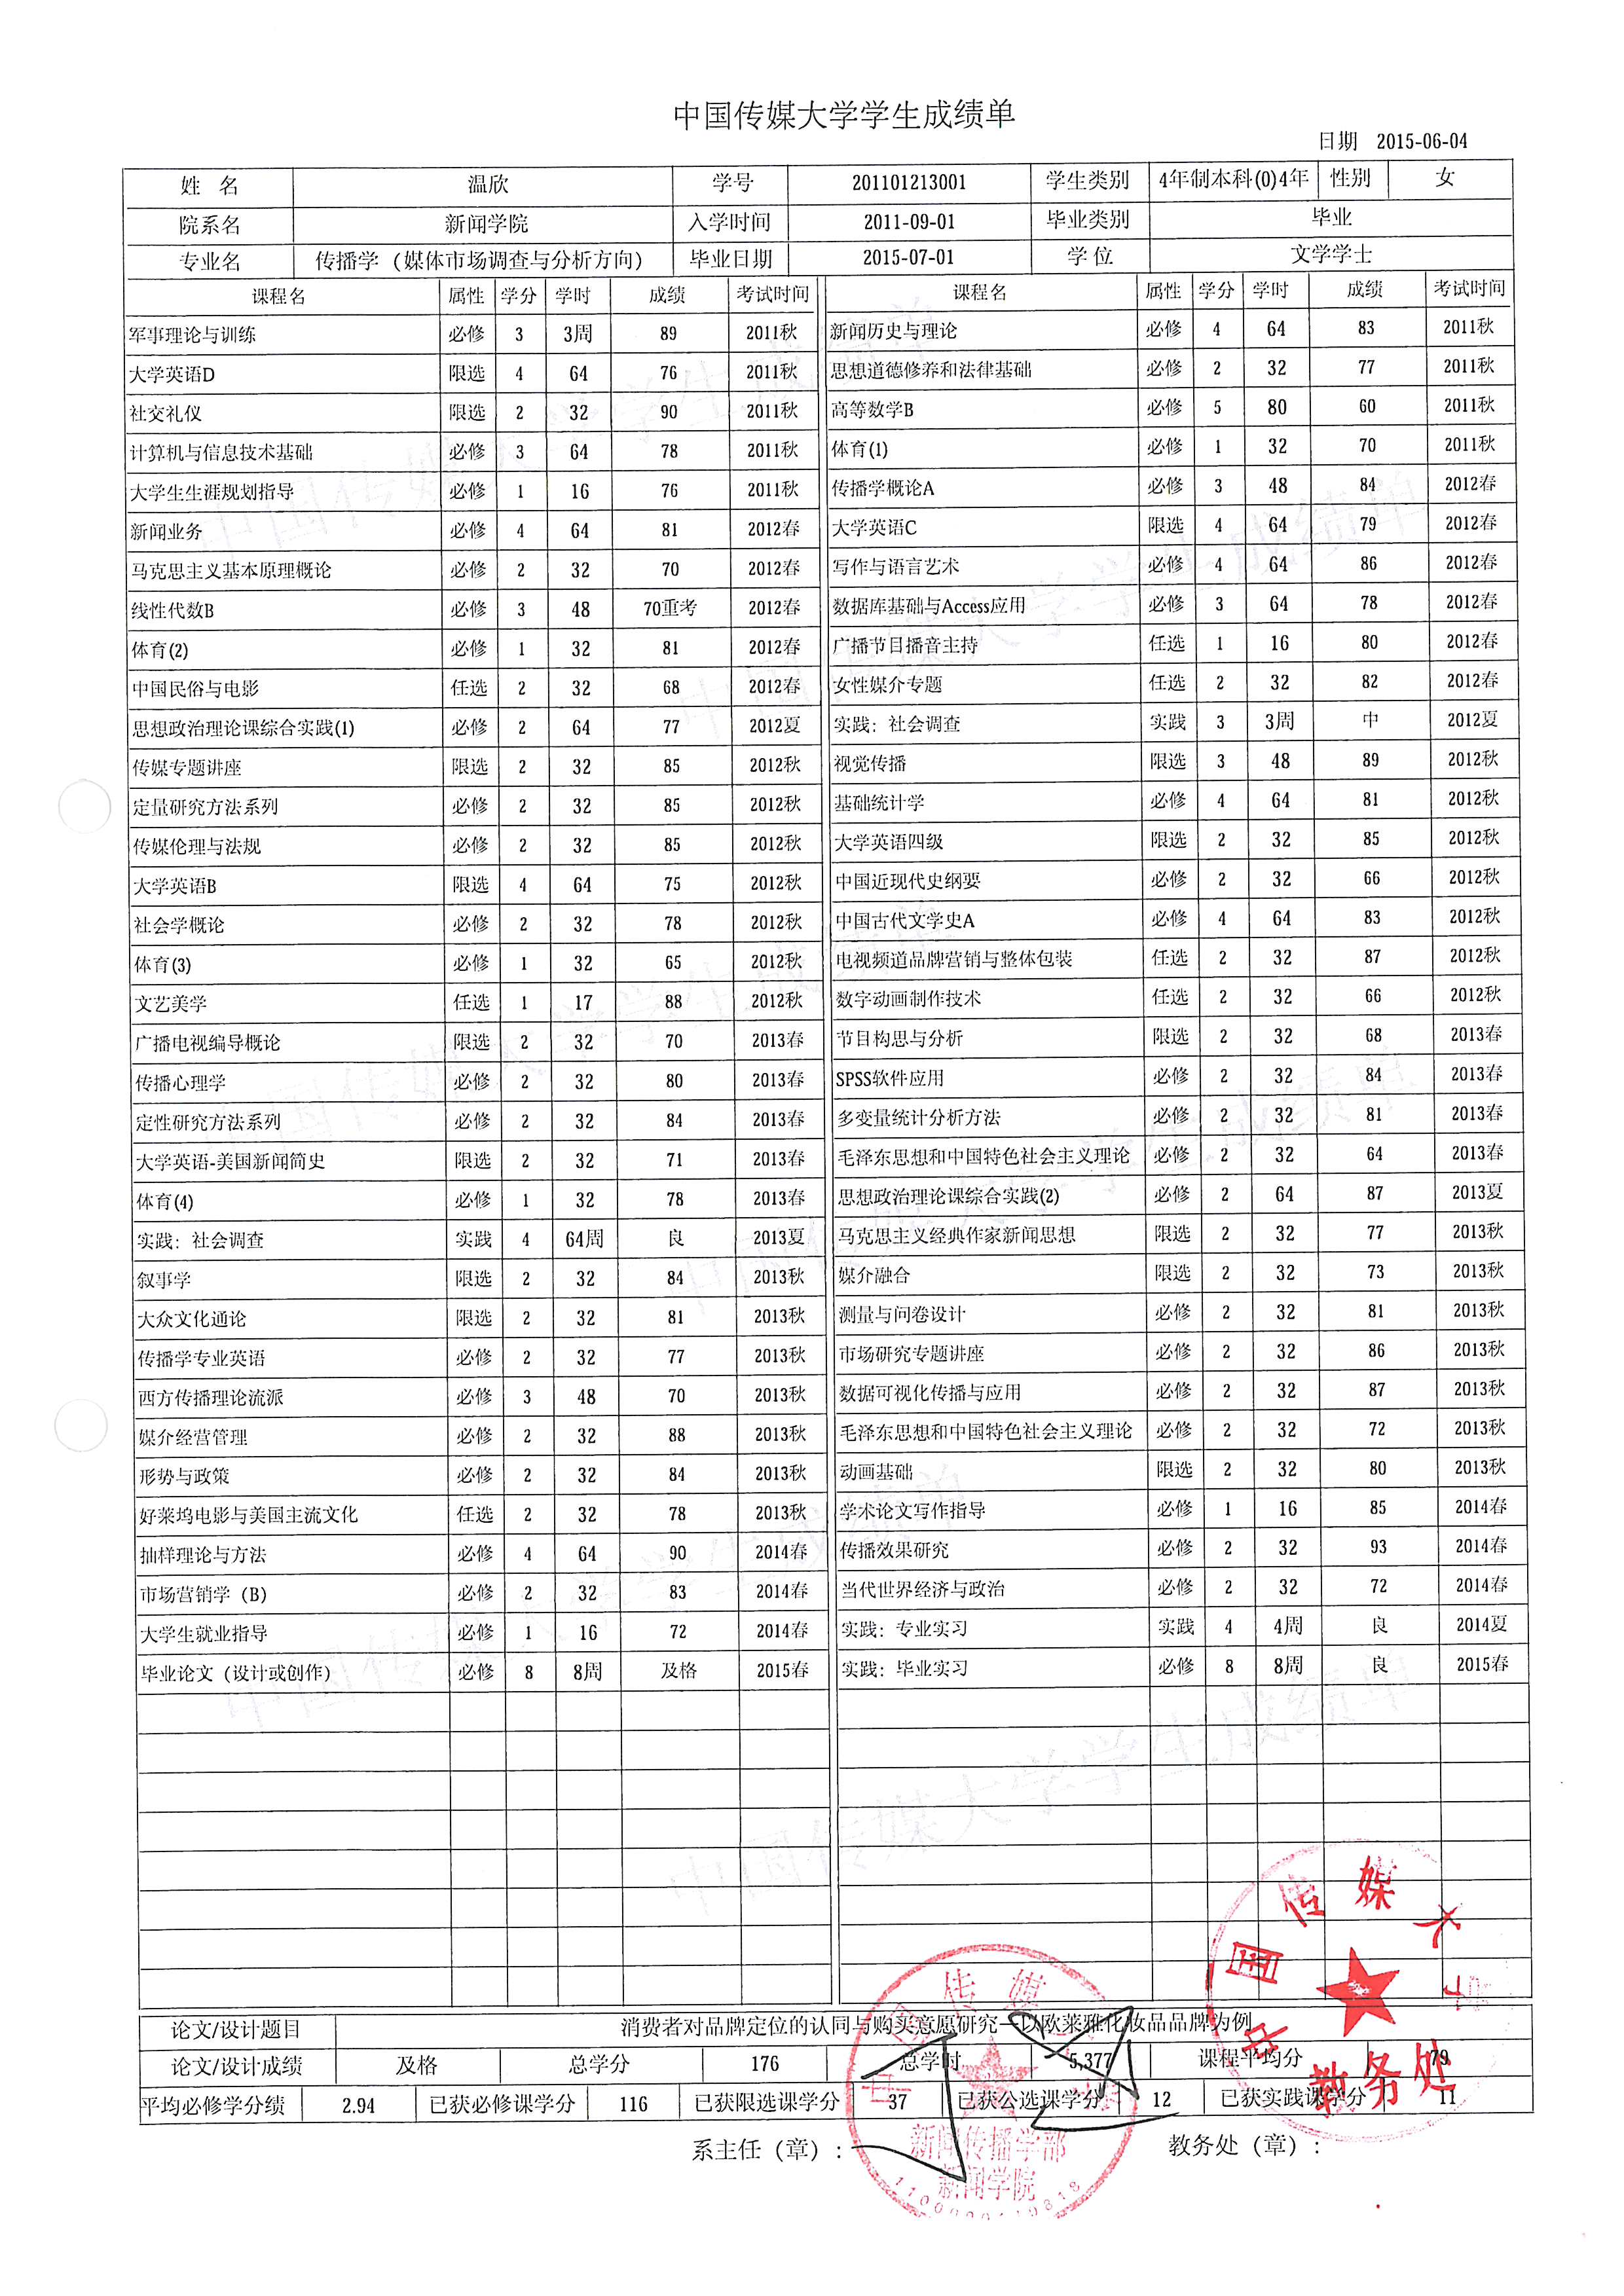 中国传媒大学学生成绩单
日期 2015-06-04
姓 名 温欣 学号 201101213001 学生类别 4年制本科(0)4年 性别 女
院系名 新闻学院 入学时间 2011-09-01 毕业类别 毕业
专业名 传播学（媒体市场调查与分析方向） 毕业日期 2015-07-01 学 位 文学学士
课程名 属性 学分 学时 成绩 考试时间 课程名 属性 学分 学时 成绩 考试时间
军事理论与训练 必修 3 3周 89 2011秋 新闻历史与理论 必修 4 64 83 2011秋
大学英语D 限选 4 64 76 2011秋 思想道德修养和法律基础 必修 2 32 77 2011秋
社交礼仪 限选 2 32 90 2011秋 高等数学B 必修 5 80 60 2011秋
计算机与信息技术基础 必修 3 64 78 2011秋 体育(1) 必修 1 32 70 2011秋
大学生生涯规划指导 必修 1 16 76 2011秋 传播学概论A 必修 3 48 84 2012春
新闻业务 必修 4 64 81 2012春 大学英语C 限选 4 64 79 2012春
马克思主义基本原理概论 必修 2 32 70 2012春 写作与语言艺术 必修 4 64 86 2012春
线性代数B 必修 3 48 70重考 2012春 数据库基础与Access应用 必修 3 64 78 2012春
体育(2) 必修 1 32 81 2012春 广播节目播音主持 任选 1 16 80 2012春
中国民俗与电影 任选 2 32 68 2012春 女性媒介专题 任选 2 32 82 2012春
思想政治理论课综合实践(1) 必修 2 64 77 2012夏 实践：社会调查 实践 3 3周 中 2012夏
传媒专题讲座 限选 2 32 85 2012秋 视觉传播 限选 3 48 89 2012秋
定量研究方法系列 必修 2 32 85 2012秋 基础统计学 必修 4 64 81 2012秋
传媒伦理与法规 必修 2 32 85 2012秋 大学英语四级 限选 2 32 85 2012秋
大学英语B 限选 4 64 75 2012秋 中国近现代史纲要 必修 2 32 66 2012秋
社会学概论 必修 2 32 78 2012秋 中国古代文学史A 必修 4 64 83 2012秋
体育(3) 必修 1 32 65 2012秋 电视频道品牌营销与整体包装 任选 2 32 87 2012秋
文艺美学 任选 1 17 88 2012秋 数字动画制作技术 任选 2 32 66 2012秋
广播电视编导概论 限选 2 32 70 2013春 节目构思与分析 限选 2 32 68 2013春
传播心理学 必修 2 32 80 2013春 SPSS软件应用 必修 2 32 84 2013春
定性研究方法系列 必修 2 32 84 2013春 多变量统计分析方法 必修 2 32 81 2013春
大学英语-美国新闻简史 限选 2 32 71 2013春 毛泽东思想和中国特色社会主义理论 必修 2 32 64 2013春
体育(4) 必修 1 32 78 2013春 思想政治理论课综合实践(2) 必修 2 64 87 2013夏
实践：社会调查 实践 4 64周 良 2013夏 马克思主义经典作家新闻思想 限选 2 32 77 2013秋
叙事学 限选 2 32 84 2013秋 媒介融合 限选 2 32 73 2013秋
大众文化通论 限选 2 32 81 2013秋 测量与问卷设计 必修 2 32 81 2013秋
传播学专业英语 必修 2 32 77 2013秋 市场研究专题讲座 必修 2 32 86 2013秋
西方传播理论流派 必修 3 48 70 2013秋 数据可视化传播与应用 必修 2 32 87 2013秋
媒介经营管理 必修 2 32 88 2013秋 毛泽东思想和中国特色社会主义理论 必修 2 32 72 2013秋
形势与政策 必修 2 32 84 2013秋 动画基础 限选 2 32 80 2013秋
好莱坞电影与美国主流文化 任选 2 32 78 2013秋 学术论文写作指导 必修 1 16 85 2014春
抽样理论与方法 必修 4 64 90 2014春 传播效果研究 必修 2 32 93 2014春
市场营销学（B） 必修 2 32 83 2014春 当代世界经济与政治 必修 2 32 72 2014春
大学生就业指导 必修 1 16 72 2014春 实践：专业实习 实践 4 4周 良 2014夏
毕业论文（设计或创作） 必修 8 8周 及格 2015春 实践：毕业实习 必修 8 8周 良 2015春
论文/设计题目 消费者对品牌定位的认同与购买意愿研究—以欧莱雅化妆品品牌为例
论文/设计成绩 及格 总学分 176 总学时 5,377 课程平均分 79
平均必修学分绩 2.94 已获必修课学分 116 已获限选课学分 37 已获公选课学分 12 已获实践课学分 11
系主任（章）： 教务处（章）：
中国传媒大学
新闻传播学部
新闻学院
中国传媒大学
教务处